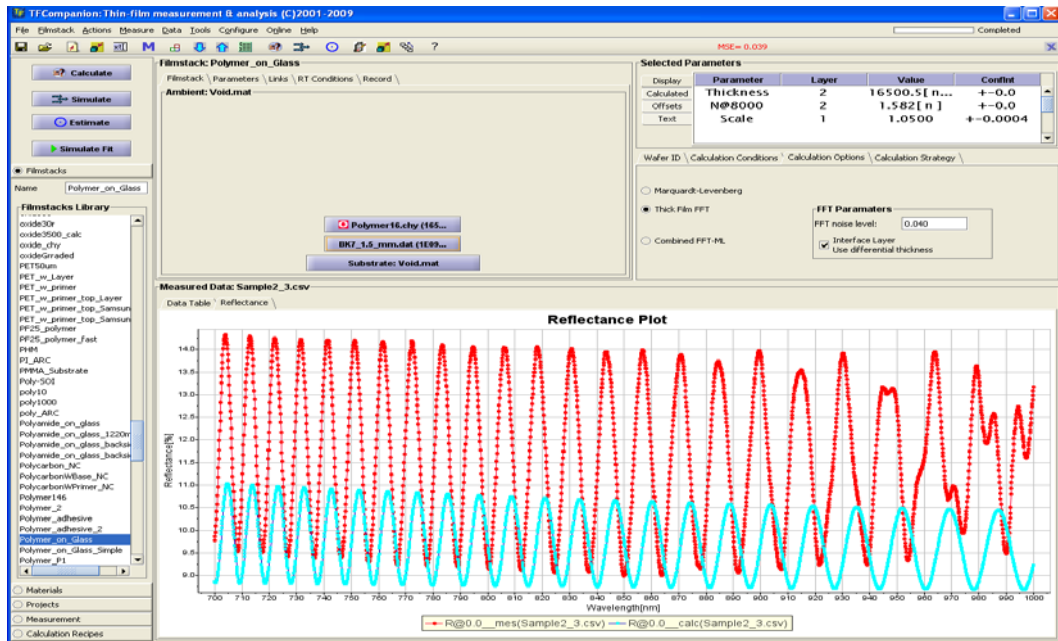 TFCompanion: Thin-film measurement & analysis (C)2001-2009
File Filmstack Actions Measure Data Tools Configure Online Help
Completed
M
?
MSE= 0.039
Calculate
Simulate
Estimate
Simulate Fit
Filmstacks
Name Polymer_on_Glass
Filmstacks Library
oxide30r
oxide3500_calc
oxide_chy
oxideGrraded
PET50um
PET_w_Layer
PET_w_primer
PET_w_primer_top_Layer
PET_w_primer_top_Samsun
PET_w_primer_top_Samsun
PF25_polymer
PF25_polymer_fast
PHM
PI_ARC
PMMA_Substrate
Poly-SOI
poly10
poly1000
poly_ARC
Polyamide_on_glass
Polyamide_on_glass_1220n
Polyamide_on_glass_backsi
Polyamide_on_glass_backsi
Polycarbon_NC
PolycarbonWBase_NC
PolycarbonWPrimer_NC
Polymer146
Polymer_2
Polymer_adhesive
Polymer_adhesive_2
Polymer_on_Glass
Polymer_on_Glass_Simple
Polymer_P1
Materials
Projects
Measurement
Calculation Recipes
Filmstack: Polymer_on_Glass
Filmstack Parameters Links RT Conditions Record
Ambient: Void.mat
Polymer16.chy (165...
BK7_1.5_mm.dat (1E09...
Substrate: Void.mat
Selected Parameters
Display Parameter Layer Value ConfInt
Calculated Thickness 2 16500.5[ n... +-0.0
Offsets N@8000 2 1.582[ n ] +-0.0
Text Scale 1 1.0500 +-0.0004
Wafer ID Calculation Conditions Calculation Options Calculation Strategy
Marquardt-Levenberg
Thick Film FFT
Combined FFT-ML
FFT Paramaters
FFT noise level: 0.040
Interface Layer
Use differential thickness
Measured Data: Sample2_3.csv
Data Table Reflectance
Reflectance Plot
Reflectance[%]
14.0
13.5
13.0
12.5
12.0
11.5
11.0
10.5
10.0
9.5
9.0
700 710 720 730 740 750 760 770 780 790 800 810 820 830 840 850 860 870 880 890 900 910 920 930 940 950 960 970 980 990 1000
Wavelength[nm]
R@0.0__mes(Sample2_3.csv) R@0.0__calc(Sample2_3.csv)